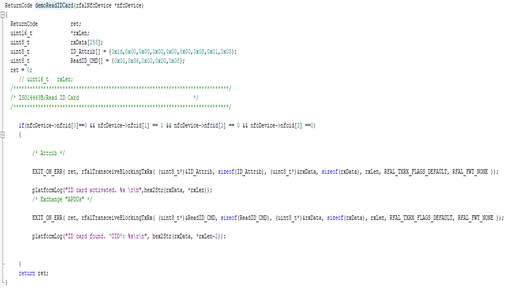 ReturnCode demoReadIDCard(rfalNfcDevice *nfcDevice)
{
ReturnCode ret;
uint16_t *rxLen;
uint8_t rxData[258];
uint8_t ID_Attrib[] = {0x1d,0x00,0x00,0x00,0x00,0x00,0x08,0x01,0x08};
uint8_t ReadID_CMD[] = {0x00,0x36,0x00,0x00,0x08};
ret = 0;
// uint16_t rxLen;
/* ISO14443B/Read ID Card */
if(nfcDevice->nfcid[0]==0 && nfcDevice->nfcid[1] == 0 && nfcDevice->nfcid[2] == 0 && nfcDevice->nfcid[3] ==0)
{
/* Attrib */
EXIT_ON_ERR( ret, rfalTransceiveBlockingTxRx( (uint8_t*)&ID_Attrib, sizeof(ID_Attrib), (uint8_t*)&rxData, sizeof(rxData), rxLen, RFAL_TXRX_FLAGS_DEFAULT, RFAL_FWT_NONE ));
platformLog("ID card activated. %s \r\n",hex2Str(rxData, *rxLen));
/* Exchange "APDUs" */
EXIT_ON_ERR( ret, rfalTransceiveBlockingTxRx( (uint8_t*)&ReadID_CMD, sizeof(ReadID_CMD), (uint8_t*)&rxData, sizeof(rxData), rxLen, RFAL_TXRX_FLAGS_DEFAULT, RFAL_FWT_NONE ));
platformLog("ID card found. 'UID': %s\r\n", hex2Str(rxData, *rxLen-2));
}
return ret;
}